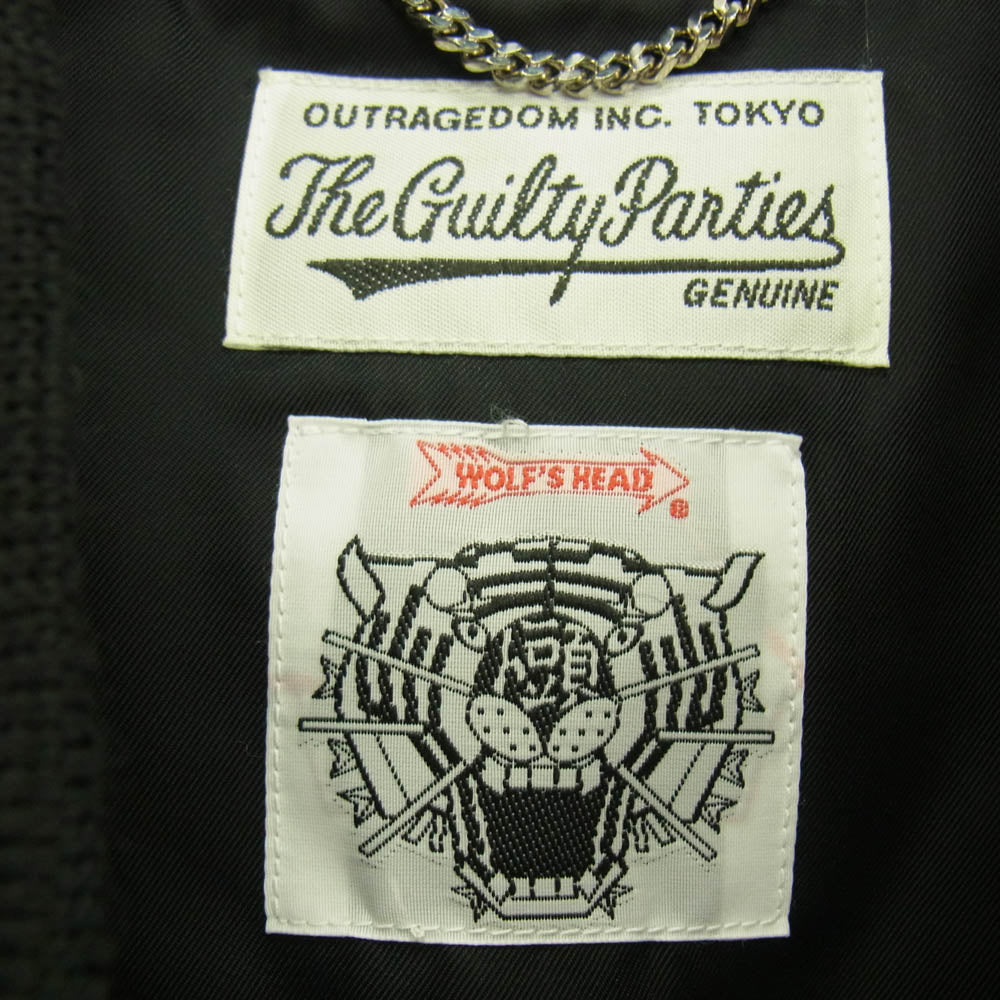 OUTRAGEDOM INC. TOKYO
The Guilty Parties
GENUINE
WOLF'S HEAD
®